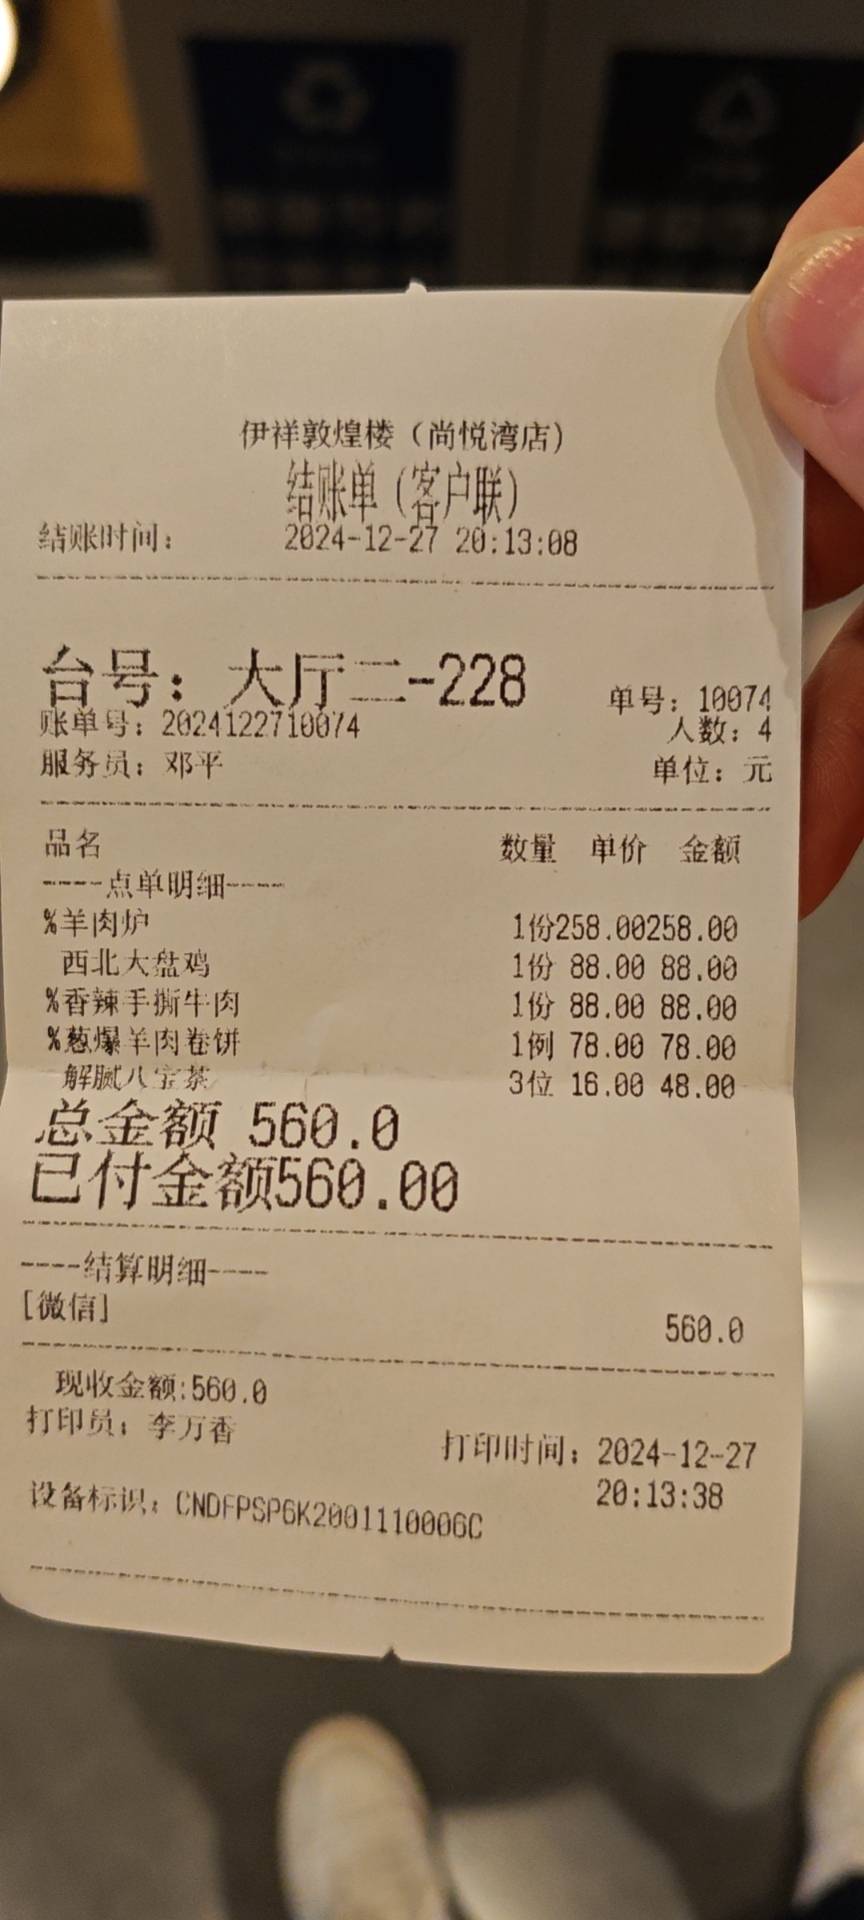 伊祥敦煌楼（尚悦湾店）
结账单（客户联）
结账时间： 2024-12-27 20:13:08
台号：大厅二-228 单号：10074
账单号：2024122710074 人数：4
服务员：邓平 单位：元
品名 数量 单价 金额
----点单明细----
%羊肉炉 1份258.00258.00
西北大盘鸡 1份 88.00 88.00
%香辣手撕牛肉 1份 88.00 88.00
%葱爆羊肉卷饼 1例 78.00 78.00
解腻八宝茶 3位 16.00 48.00
总金额 560.0
已付金额560.00
----结算明细----
[微信] 560.0
现收金额:560.0
打印员：李万香 打印时间：2024-12-27
20:13:38
设备标识：CNDFPSP6K2001110006C